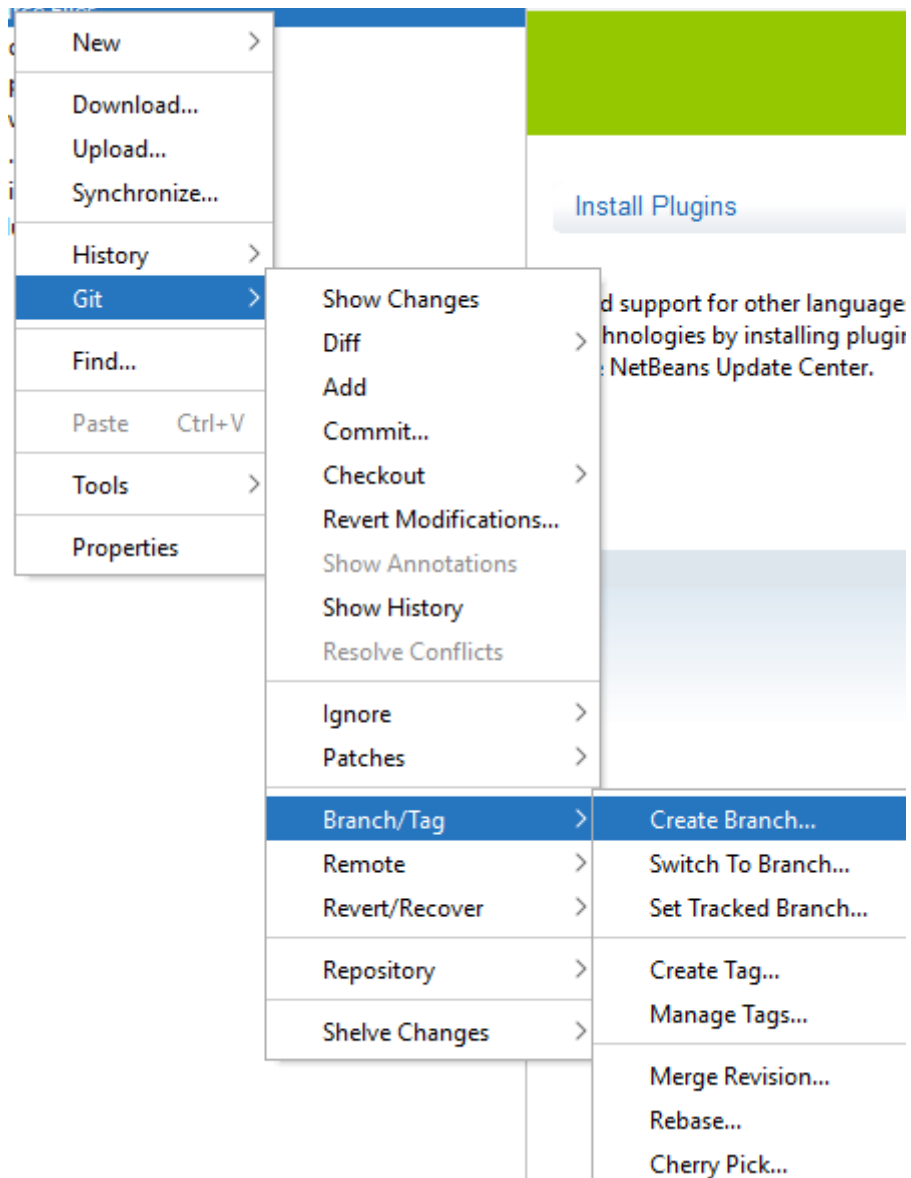 New
Download...
Upload...
Synchronize...
History
Git
Find...
Paste Ctrl+V
Tools
Properties
Show Changes
Diff
Add
Commit...
Checkout
Revert Modifications...
Show Annotations
Show History
Resolve Conflicts
Ignore
Patches
Branch/Tag
Remote
Revert/Recover
Repository
Shelve Changes
Create Branch...
Switch To Branch...
Set Tracked Branch...
Create Tag...
Manage Tags...
Merge Revision...
Rebase...
Cherry Pick...
Install Plugins
support for other
by installing
NetBeans Update Center.